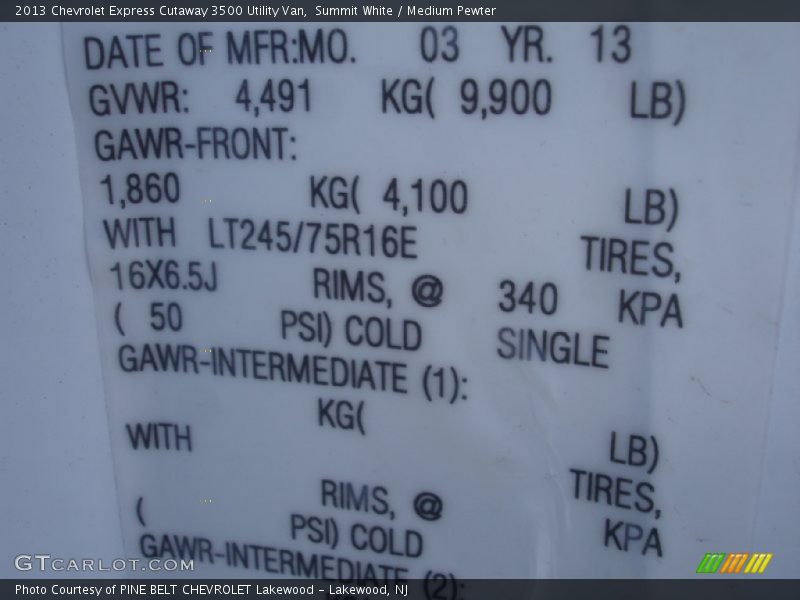 2013 Chevrolet Express Cutaway 3500 Utility Van,  Summit White / Medium Pewter
DATE OF MFR:MO. 03 YR. 13
GVWR: 4,491 KG( 9,900 LB)
GAWR-FRONT:
1,860 KG( 4,100 LB)
WITH LT245/75R16E TIRES,
16X6.5J RIMS, @ 340 KPA
( 50 PSI) COLD SINGLE
GAWR-INTERMEDIATE (1):
KG( LB)
WITH TIRES,
RIMS, @ KPA
( PSI) COLD
GAWR-INTERMEDIATE (2):
GTCARLOT.COM
Photo Courtesy of PINE BELT CHEVROLET Lakewood - Lakewood, NJ